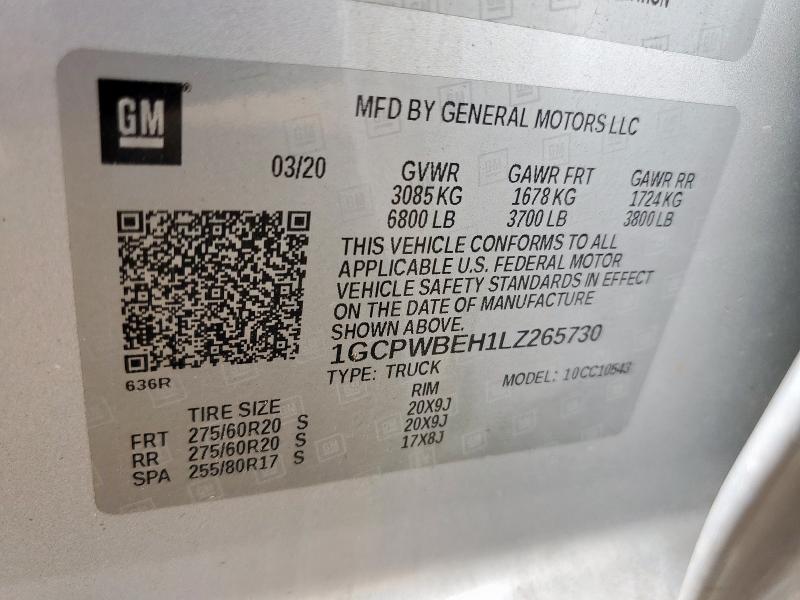 GM
MFD BY GENERAL MOTORS LLC
03/20
GVWR GAWR FRT GAWR RR
3085 KG 1678 KG 1724 KG
6800 LB 3700 LB 3800 LB
THIS VEHICLE CONFORMS TO ALL
APPLICABLE U.S. FEDERAL MOTOR
VEHICLE SAFETY STANDARDS IN EFFECT
ON THE DATE OF MANUFACTURE
SHOWN ABOVE.
1GCPWBEH1LZ265730
636R
TYPE: TRUCK MODEL: 10CC10543
TIRE SIZE RIM
FRT 275/60R20 S 20X9J
RR 275/60R20 S 20X9J
SPA 255/80R17 S 17X8J